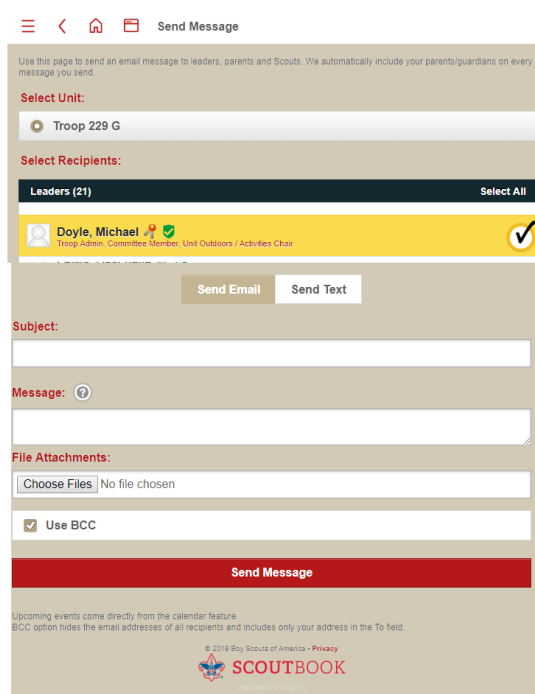 Send Message
Use this page to send an email message to leaders, parents and Scouts. We automatically include your parents/guardians on every
message you send.
Select Unit:
Troop 229 G
Select Recipients:
Leaders (21)
Select All
Doyle, Michael
Troop Admin, Committee Member, Unit Outdoors / Activities Chair
Send Email
Send Text
Subject:
Message:
File Attachments:
Choose Files No file chosen
Use BCC
Send Message
Upcoming events come directly from the calendar feature.
BCC option hides the email addresses of all recipients and includes only your address in the To field.
© 2019 Boy Scouts of America - Privacy
SCOUTBOOK